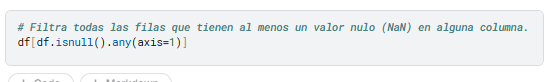 # Filtra todas las filas que tienen al menos un valor nulo (NaN) en alguna columna.
df[df.isnull().any(axis=1)]